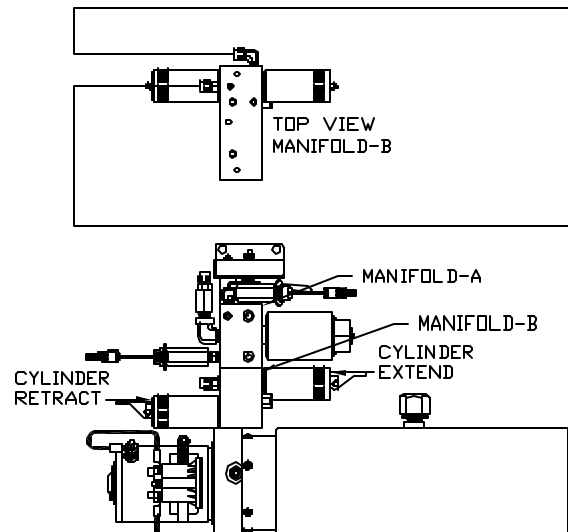 TOP VIEW
MANIFOLD-B
MANIFOLD-A
MANIFOLD-B
CYLINDER
EXTEND
CYLINDER
RETRACT